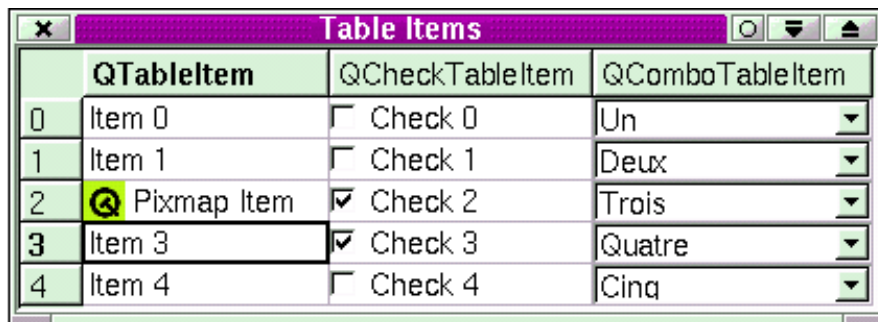 Table Items
QTableItem QCheckTableItem QComboTableItem
0 Item 0 Check 0 Un
1 Item 1 Check 1 Deux
2 Pixmap Item Check 2 Trois
3 Item 3 Check 3 Quatre
4 Item 4 Check 4 Cinq